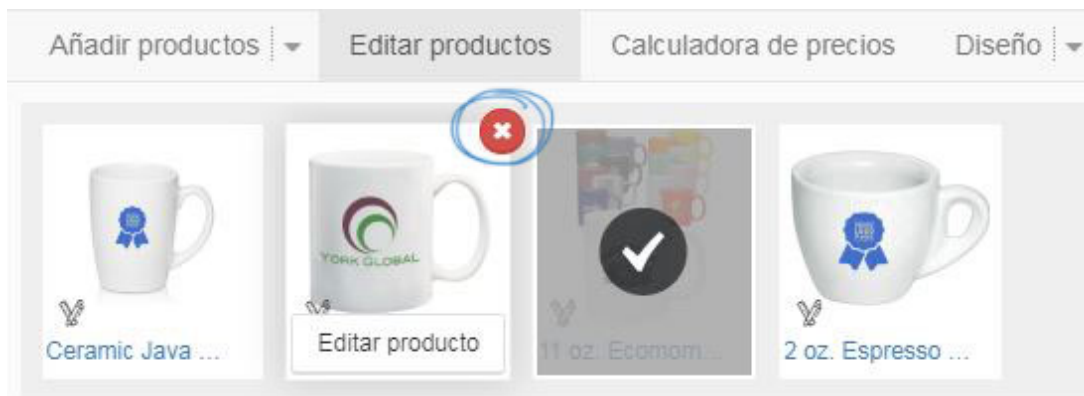 Añadir productos
Editar productos
Calculadora de precios
Diseño
YORK GLOBAL
Editar producto
Ceramic Java ...
11 oz. Ecomom...
2 oz. Espresso ...